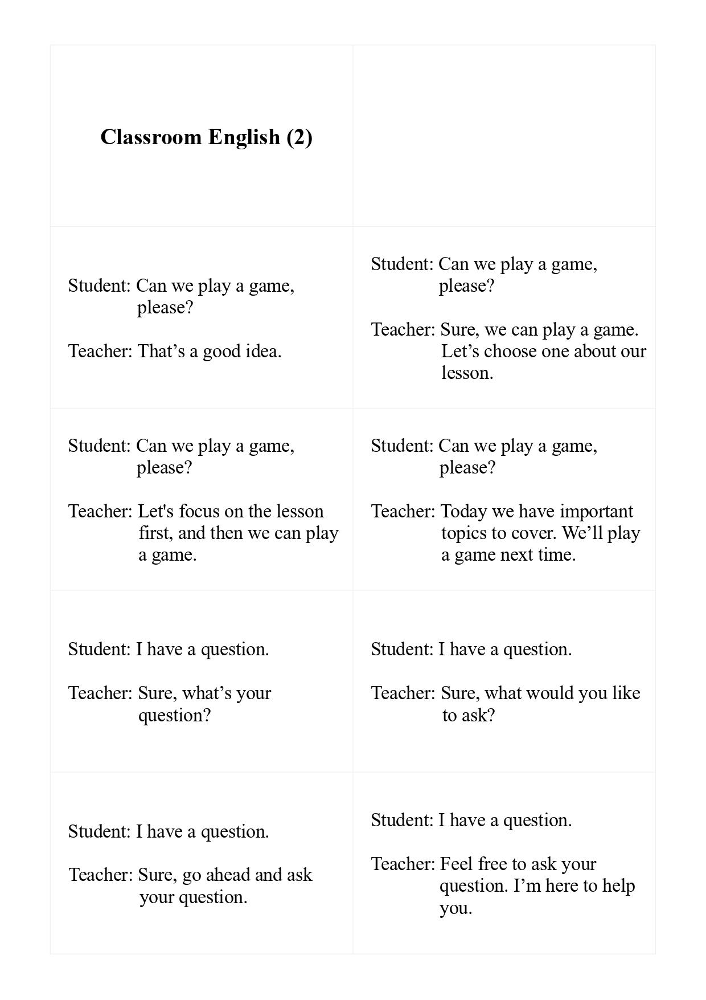 Classroom English (2)
Student: Can we play a game,
please?
Teacher: That’s a good idea.
Student: Can we play a game,
please?
Teacher: Sure, we can play a game.
Let’s choose one about our
lesson.
Student: Can we play a game,
please?
Teacher: Let's focus on the lesson
first, and then we can play
a game.
Student: Can we play a game,
please?
Teacher: Today we have important
topics to cover. We’ll play
a game next time.
Student: I have a question.
Teacher: Sure, what’s your
question?
Student: I have a question.
Teacher: Sure, what would you like
to ask?
Student: I have a question.
Teacher: Sure, go ahead and ask
your question.
Student: I have a question.
Teacher: Feel free to ask your
question. I’m here to help
you.